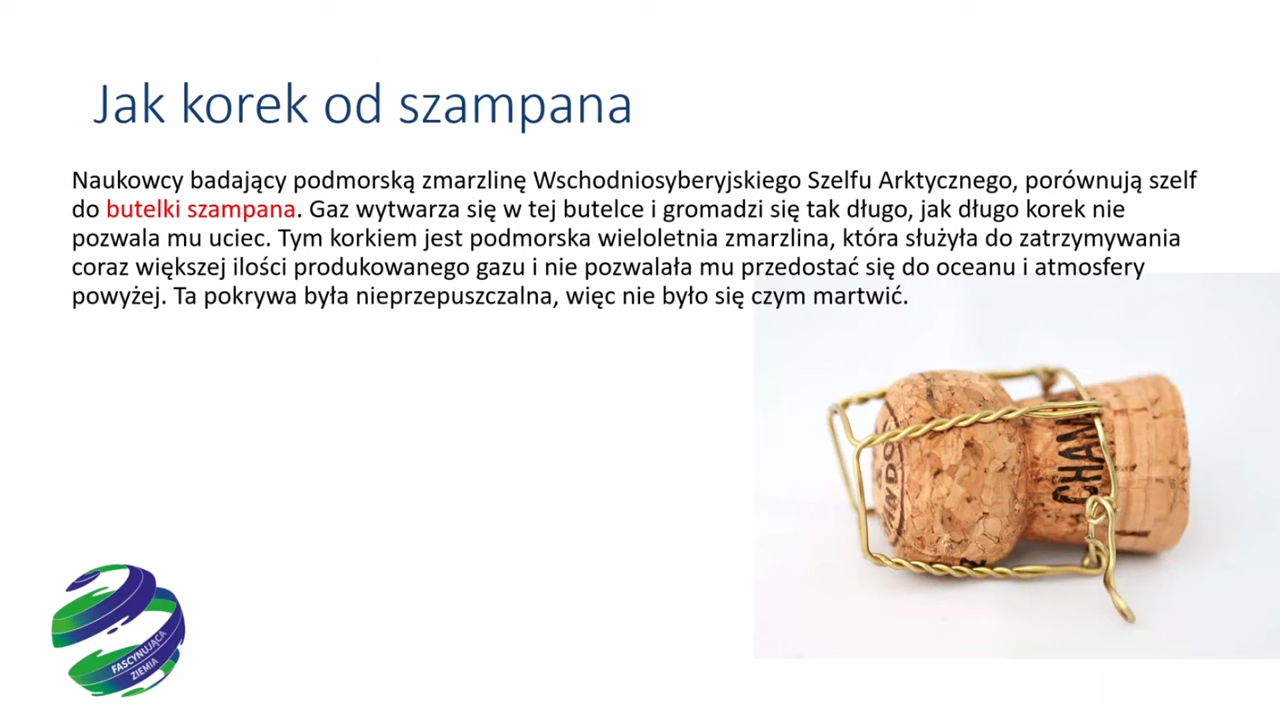 Jak korek od szampana
Naukowcy badający podmorską zmarzlinę Wschodniosyberyjskiego Szelfu Arktycznego, porównują szelf
do butelki szampana. Gaz wytwarza się w tej butelce i gromadzi się tak długo, jak długo korek nie
pozwala mu uciec. Tym korkiem jest podmorska wieloletnia zmarzlina, która służyła do zatrzymywania
coraz większej ilości produkowanego gazu i nie pozwalała mu przedostać się do oceanu i atmosfery
powyżej. Ta pokrywa była nieprzepuszczalna, więc nie było się czym martwić.
CHAM
FASCYNUJĄCA
ZIEMIA